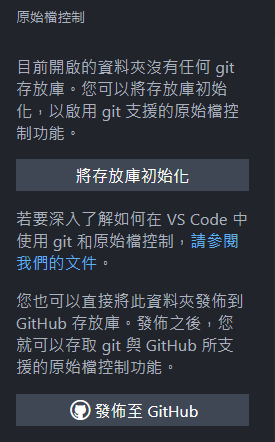 原始檔控制
目前開啟的資料夾沒有任何 git
存放庫。您可以將存放庫初始
化，以啟用 git 支援的原始檔控
制功能。
將存放庫初始化
若要深入了解如何在 VS Code 中
使用 git 和原始檔控制，請參閱
我們的文件。
您也可以直接將此資料夾發佈到
GitHub 存放庫。發佈之後，您
就可以存取 git 與 GitHub 所支
援的原始檔控制功能。
發佈至 GitHub